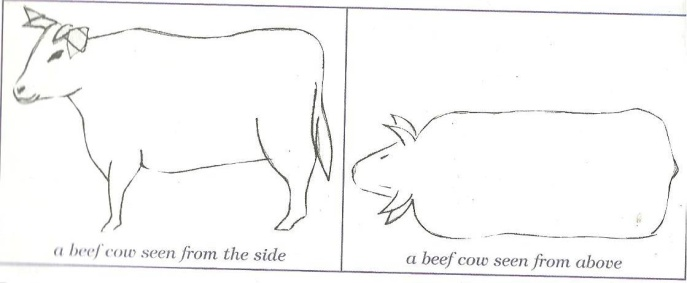 a beef cow seen from the side
a beef cow seen from above